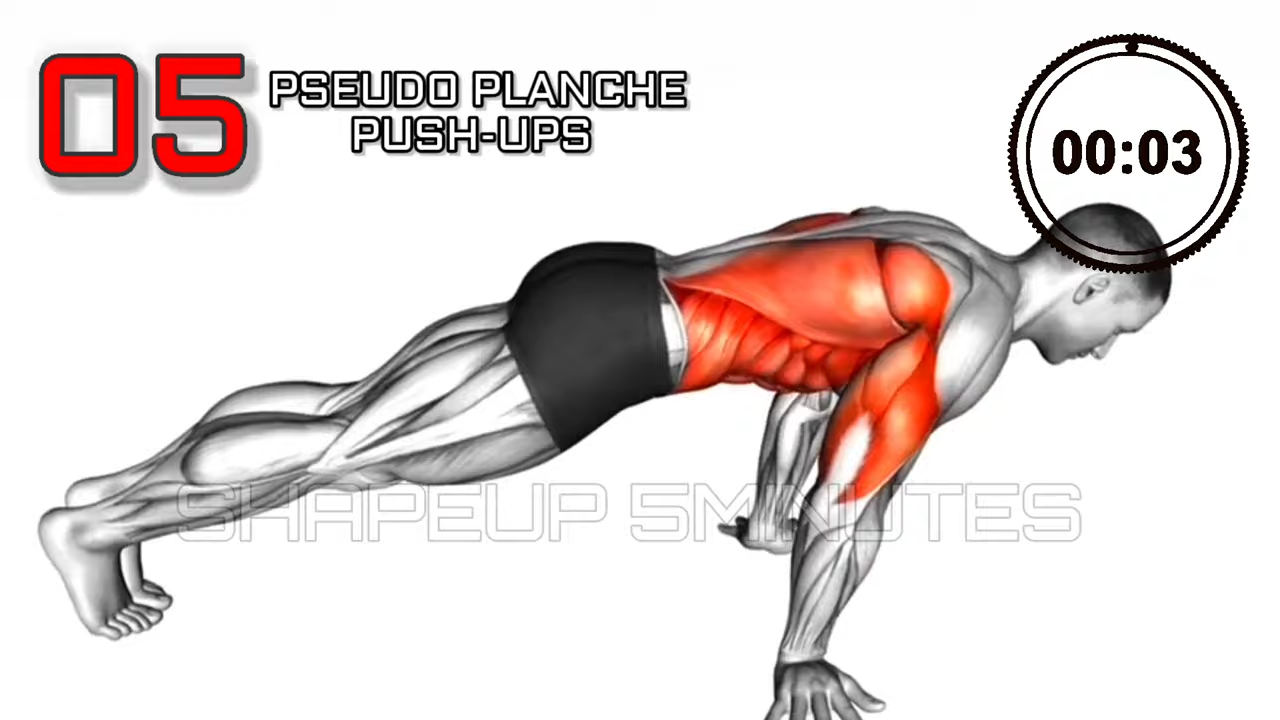 05
PSEUDO PLANCHE
PUSH-UPS
00:03
SHAPEUP 5MINUTES